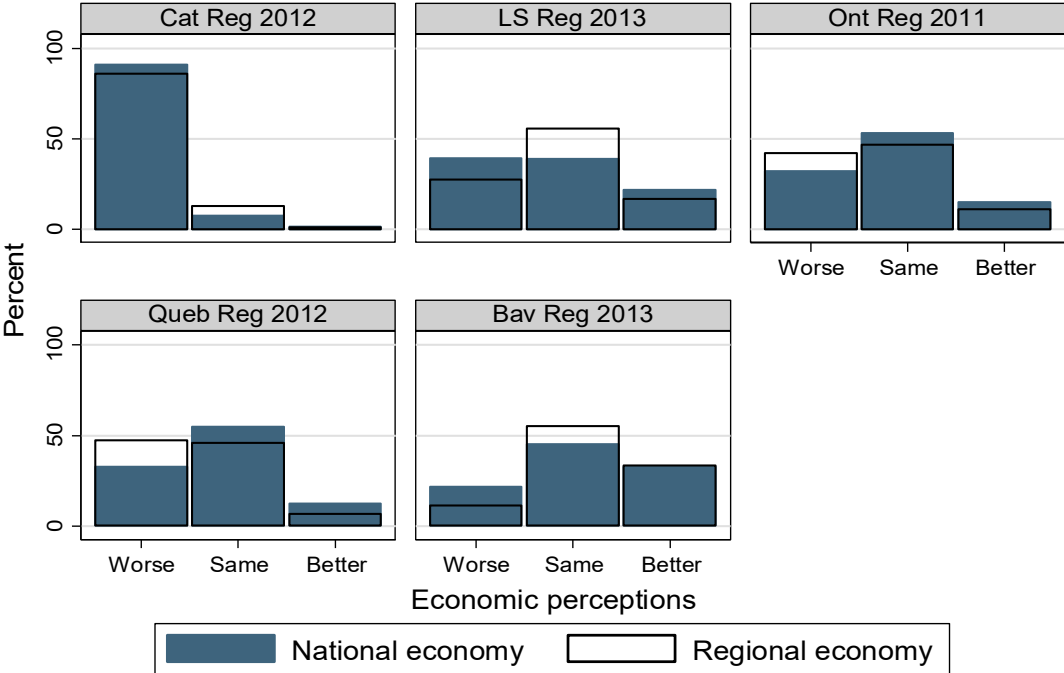 Cat Reg 2012
LS Reg 2013
Ont Reg 2011
100
50
0
Worse Same Better
Percent
Queb Reg 2012
Bav Reg 2013
100
50
0
Worse Same Better
Worse Same Better
Economic perceptions
National economy
Regional economy